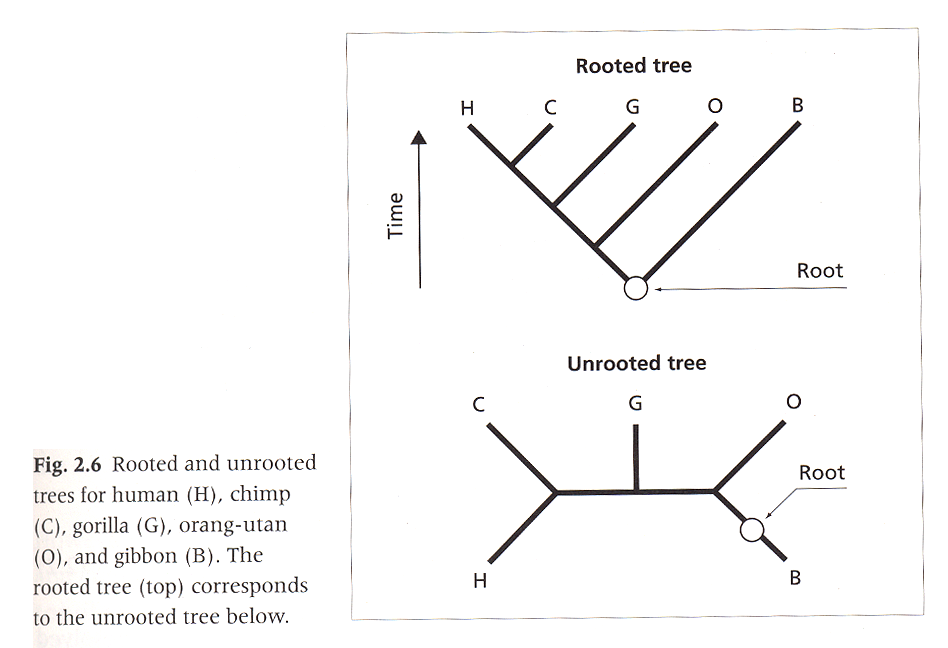 Rooted tree
H C G O B
Time
Root
Unrooted tree
C G O
Root
H B
Fig. 2.6 Rooted and unrooted
trees for human (H), chimp
(C), gorilla (G), orang-utan
(O), and gibbon (B). The
rooted tree (top) corresponds
to the unrooted tree below.